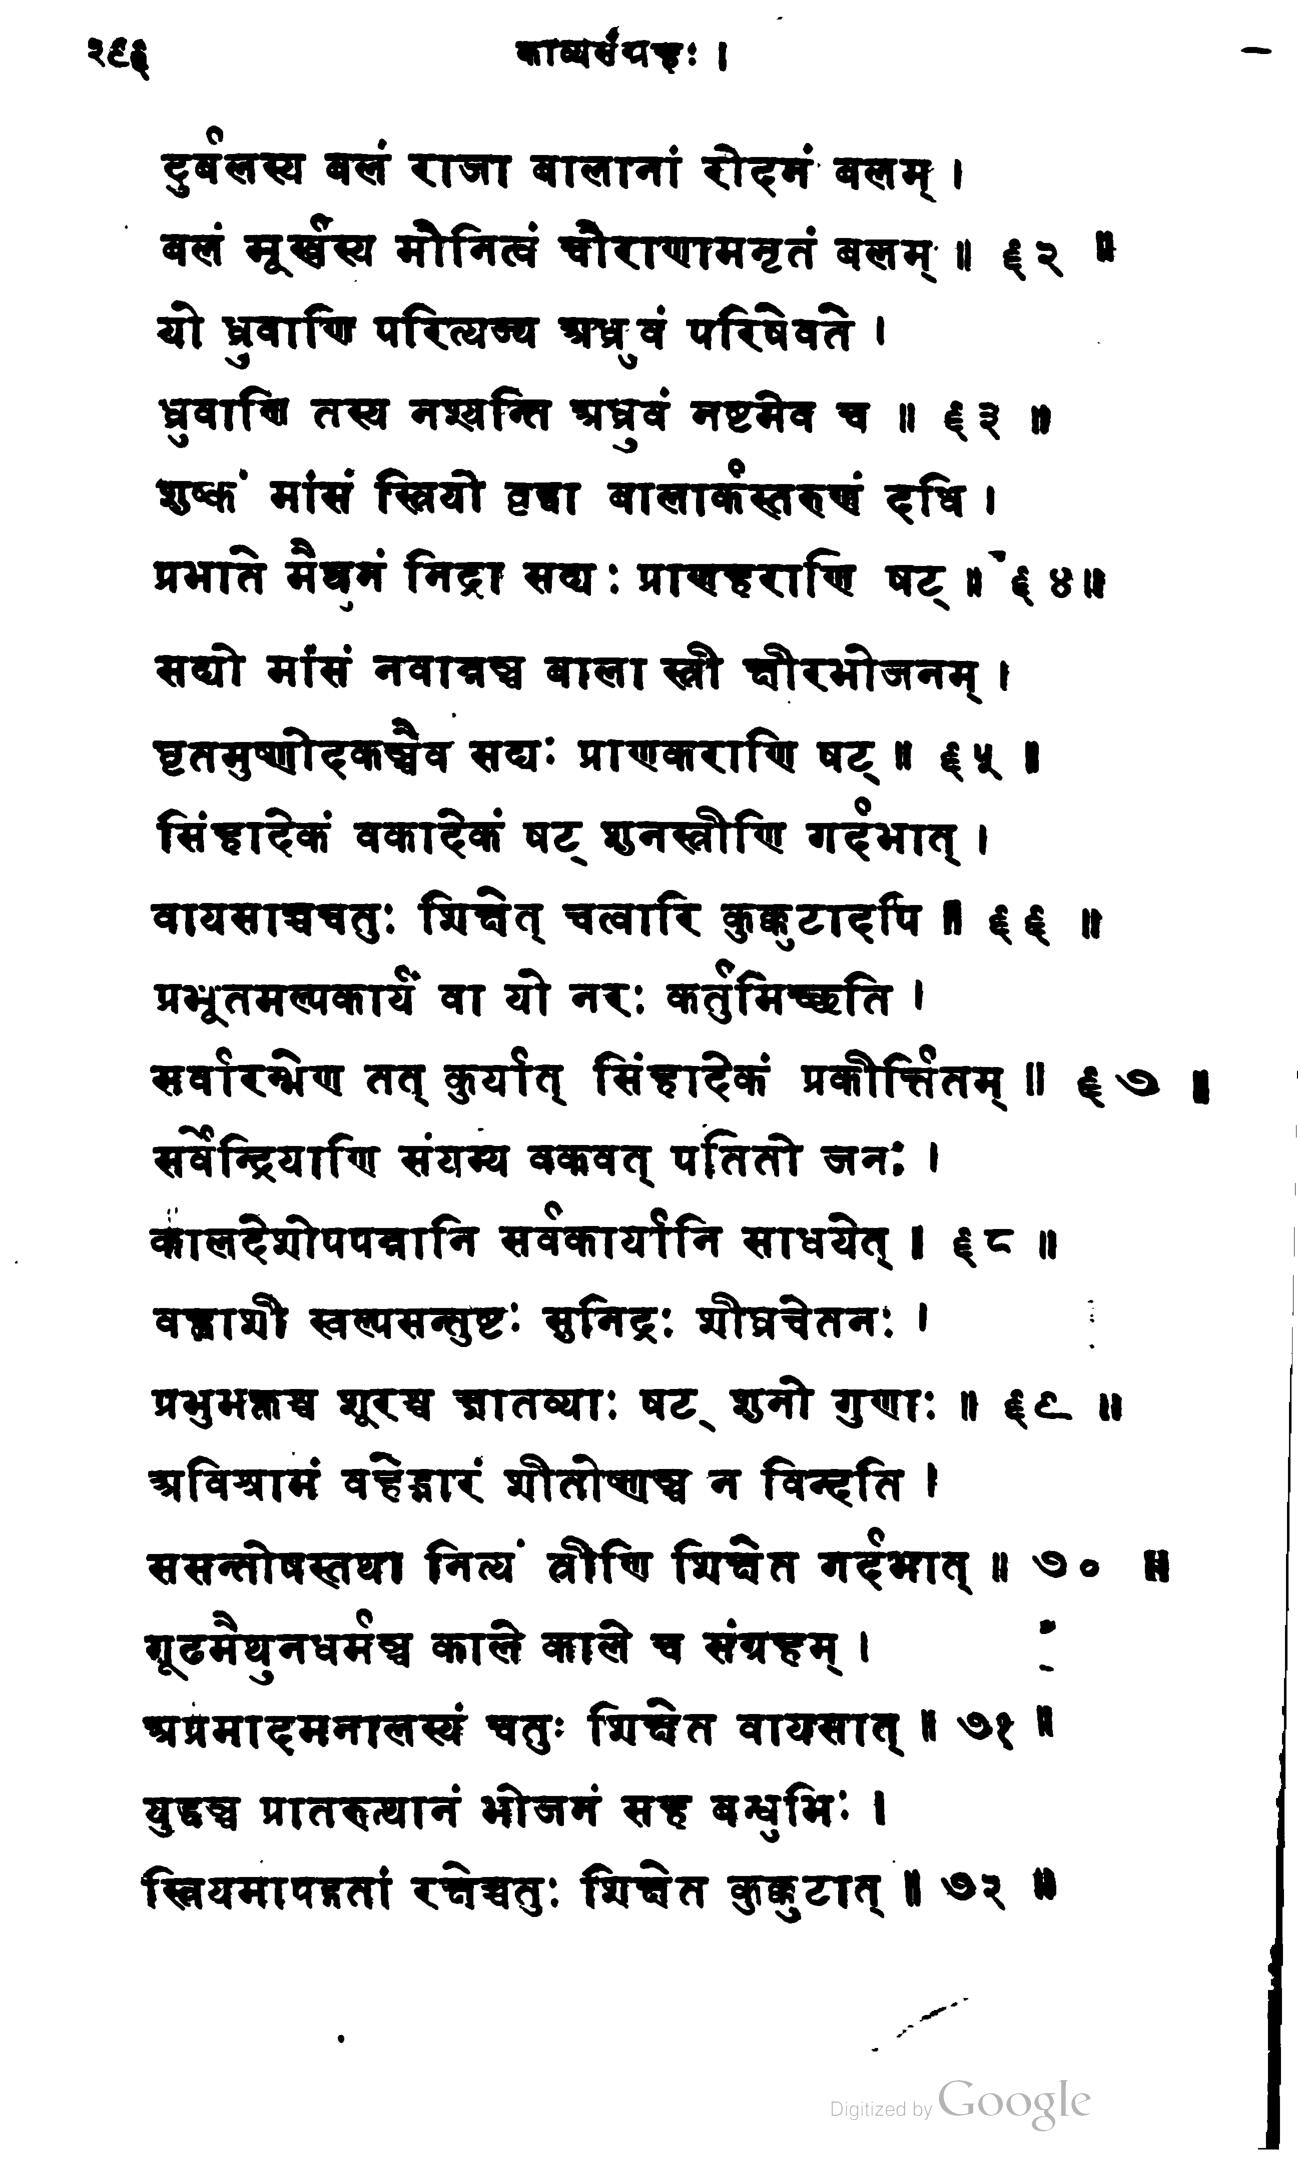 २९६
काव्यसंग्रहः ।
दुर्बलस्य बलं राजा बालानां रोदनं बलम् ।
बलं मूर्खस्य मौनित्वं चौराणामनृतं बलम् ॥ ६२ ॥
यो ध्रुवाणि परित्यज्य अध्रुवं परिषेवते ।
ध्रुवाणि तस्य नश्यन्ति अध्रुवं नष्टमेव च ॥ ६३ ॥
शुष्कं मांसं स्त्रियो वृद्धा बालार्कस्तरुणं दधि ।
प्रभाते मैथुनं निद्रा सद्यः प्राणहराणि षट् ॥ ६४ ॥
सद्यो मांसं नवान्नञ्च बाला स्त्री क्षीरभोजनम् ।
घृतमुष्णोदकञ्चैव सद्यः प्राणकराणि षट् ॥ ६५ ॥
सिंहादेकं वकादेकं षट् शुनस्त्रीणि गर्दभात् ।
वायसाच्चचतुः शिक्षेत् चत्वारि कुक्कुटादपि ॥ ६६ ॥
प्रभूतमल्पकार्यं वा यो नरः कर्तुमिच्छति ।
सर्वारम्भेण तत् कुर्यात् सिंहादेकं प्रकीर्त्तितम् ॥ ६७ ॥
सर्वेन्द्रियाणि संयम्य वकवत् पतितो जनः ।
कालदेशोपपन्नानि सर्वकार्यानि साधयेत् ॥ ६८ ॥
वह्वाशी स्वल्पसन्तुष्टः सुनिद्रः शीघ्रचेतनः ।
प्रभुभक्तश्च शूरश्च ज्ञातव्याः षट् शुनो गुणाः ॥ ६९ ॥
अविश्रामं वहेद्भारं शीतोष्णञ्च न विन्दति ।
ससन्तोषस्तथा नित्यं त्रीणि शिक्षेत गर्दभात् ॥ ७० ॥
गूढमैथुनधर्मञ्च काले काले च संग्रहम् ।
अप्रमादमनालस्यं चतुः शिक्षेत वायसात् ॥ ७१ ॥
युद्धञ्च प्रातरुत्थानं भोजनं सह बन्धुभिः ।
स्त्रियमापद्गतां रक्षेच्चतुः शिक्षेत कुक्कुटात् ॥ ७२ ॥
Digitized by Google